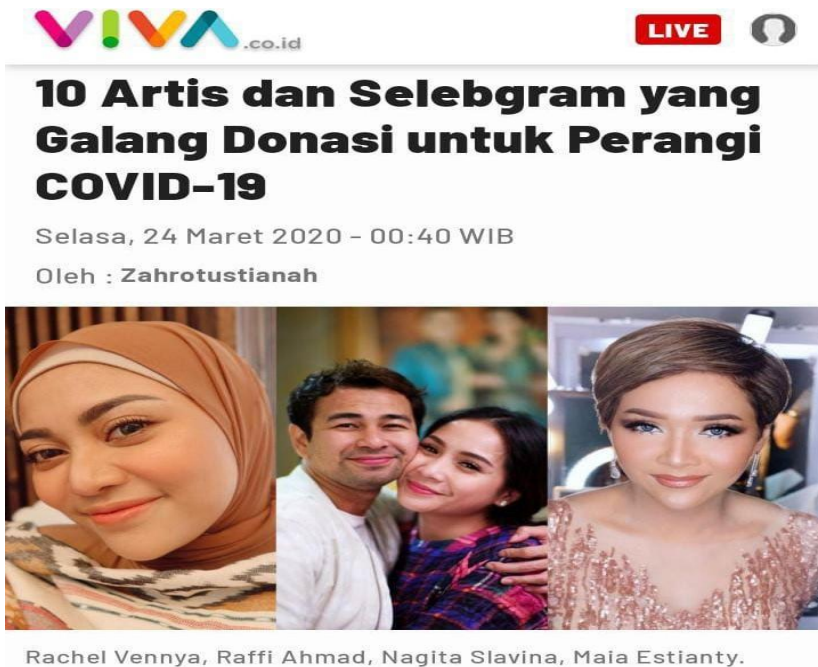 VIVA.co.id
LIVE
10 Artis dan Selebgram yang
Galang Donasi untuk Perangi
COVID-19
Selasa, 24 Maret 2020 - 00:40 WIB
Oleh : Zahrotustianah
Rachel Vennya, Raffi Ahmad, Nagita Slavina, Maia Estianty.